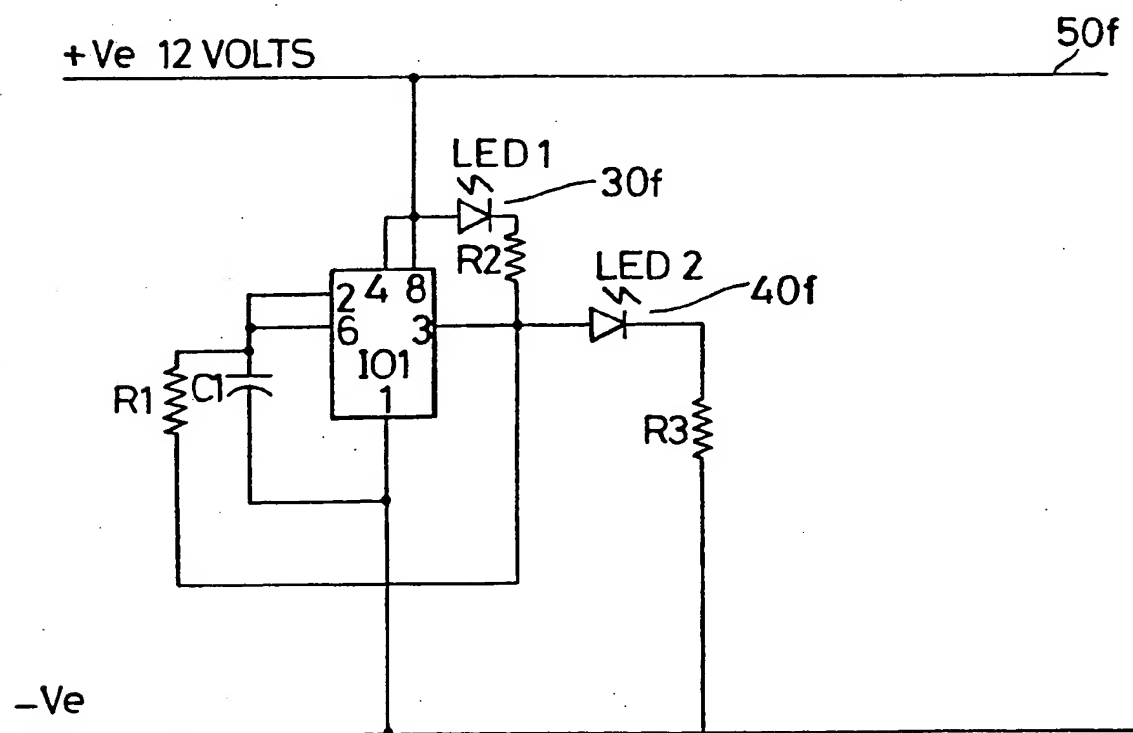 50f
+Ve 12 VOLTS
LED 1
30f
R2
LED 2
40f
2 4 8
6 3
IO1
1
R1
C1
R3
-Ve